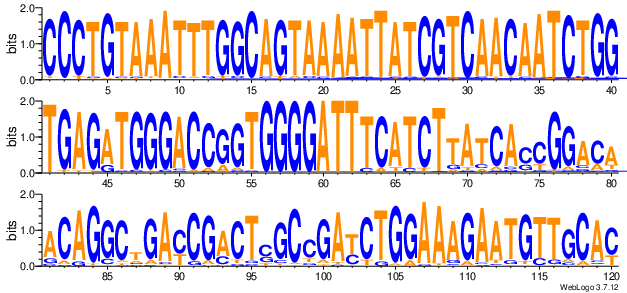 bits
2.0
1.0
0.0
CCCTGTAAATTTGGCAGTAAAATTATCGTCAACAATCTGG
5 10 15 20 25 30 35 40
bits
2.0
1.0
0.0
TGAGATGGGACCGGTGGGGATTTCATCTTATCACCGGACA
45 50 55 60 65 70 75 80
bits
2.0
1.0
0.0
ACAGGCTGACCGACTCGCCGATCTGGAAAGAATGTTGCAC
85 90 95 100 105 110 115 120
WebLogo 3.7.12